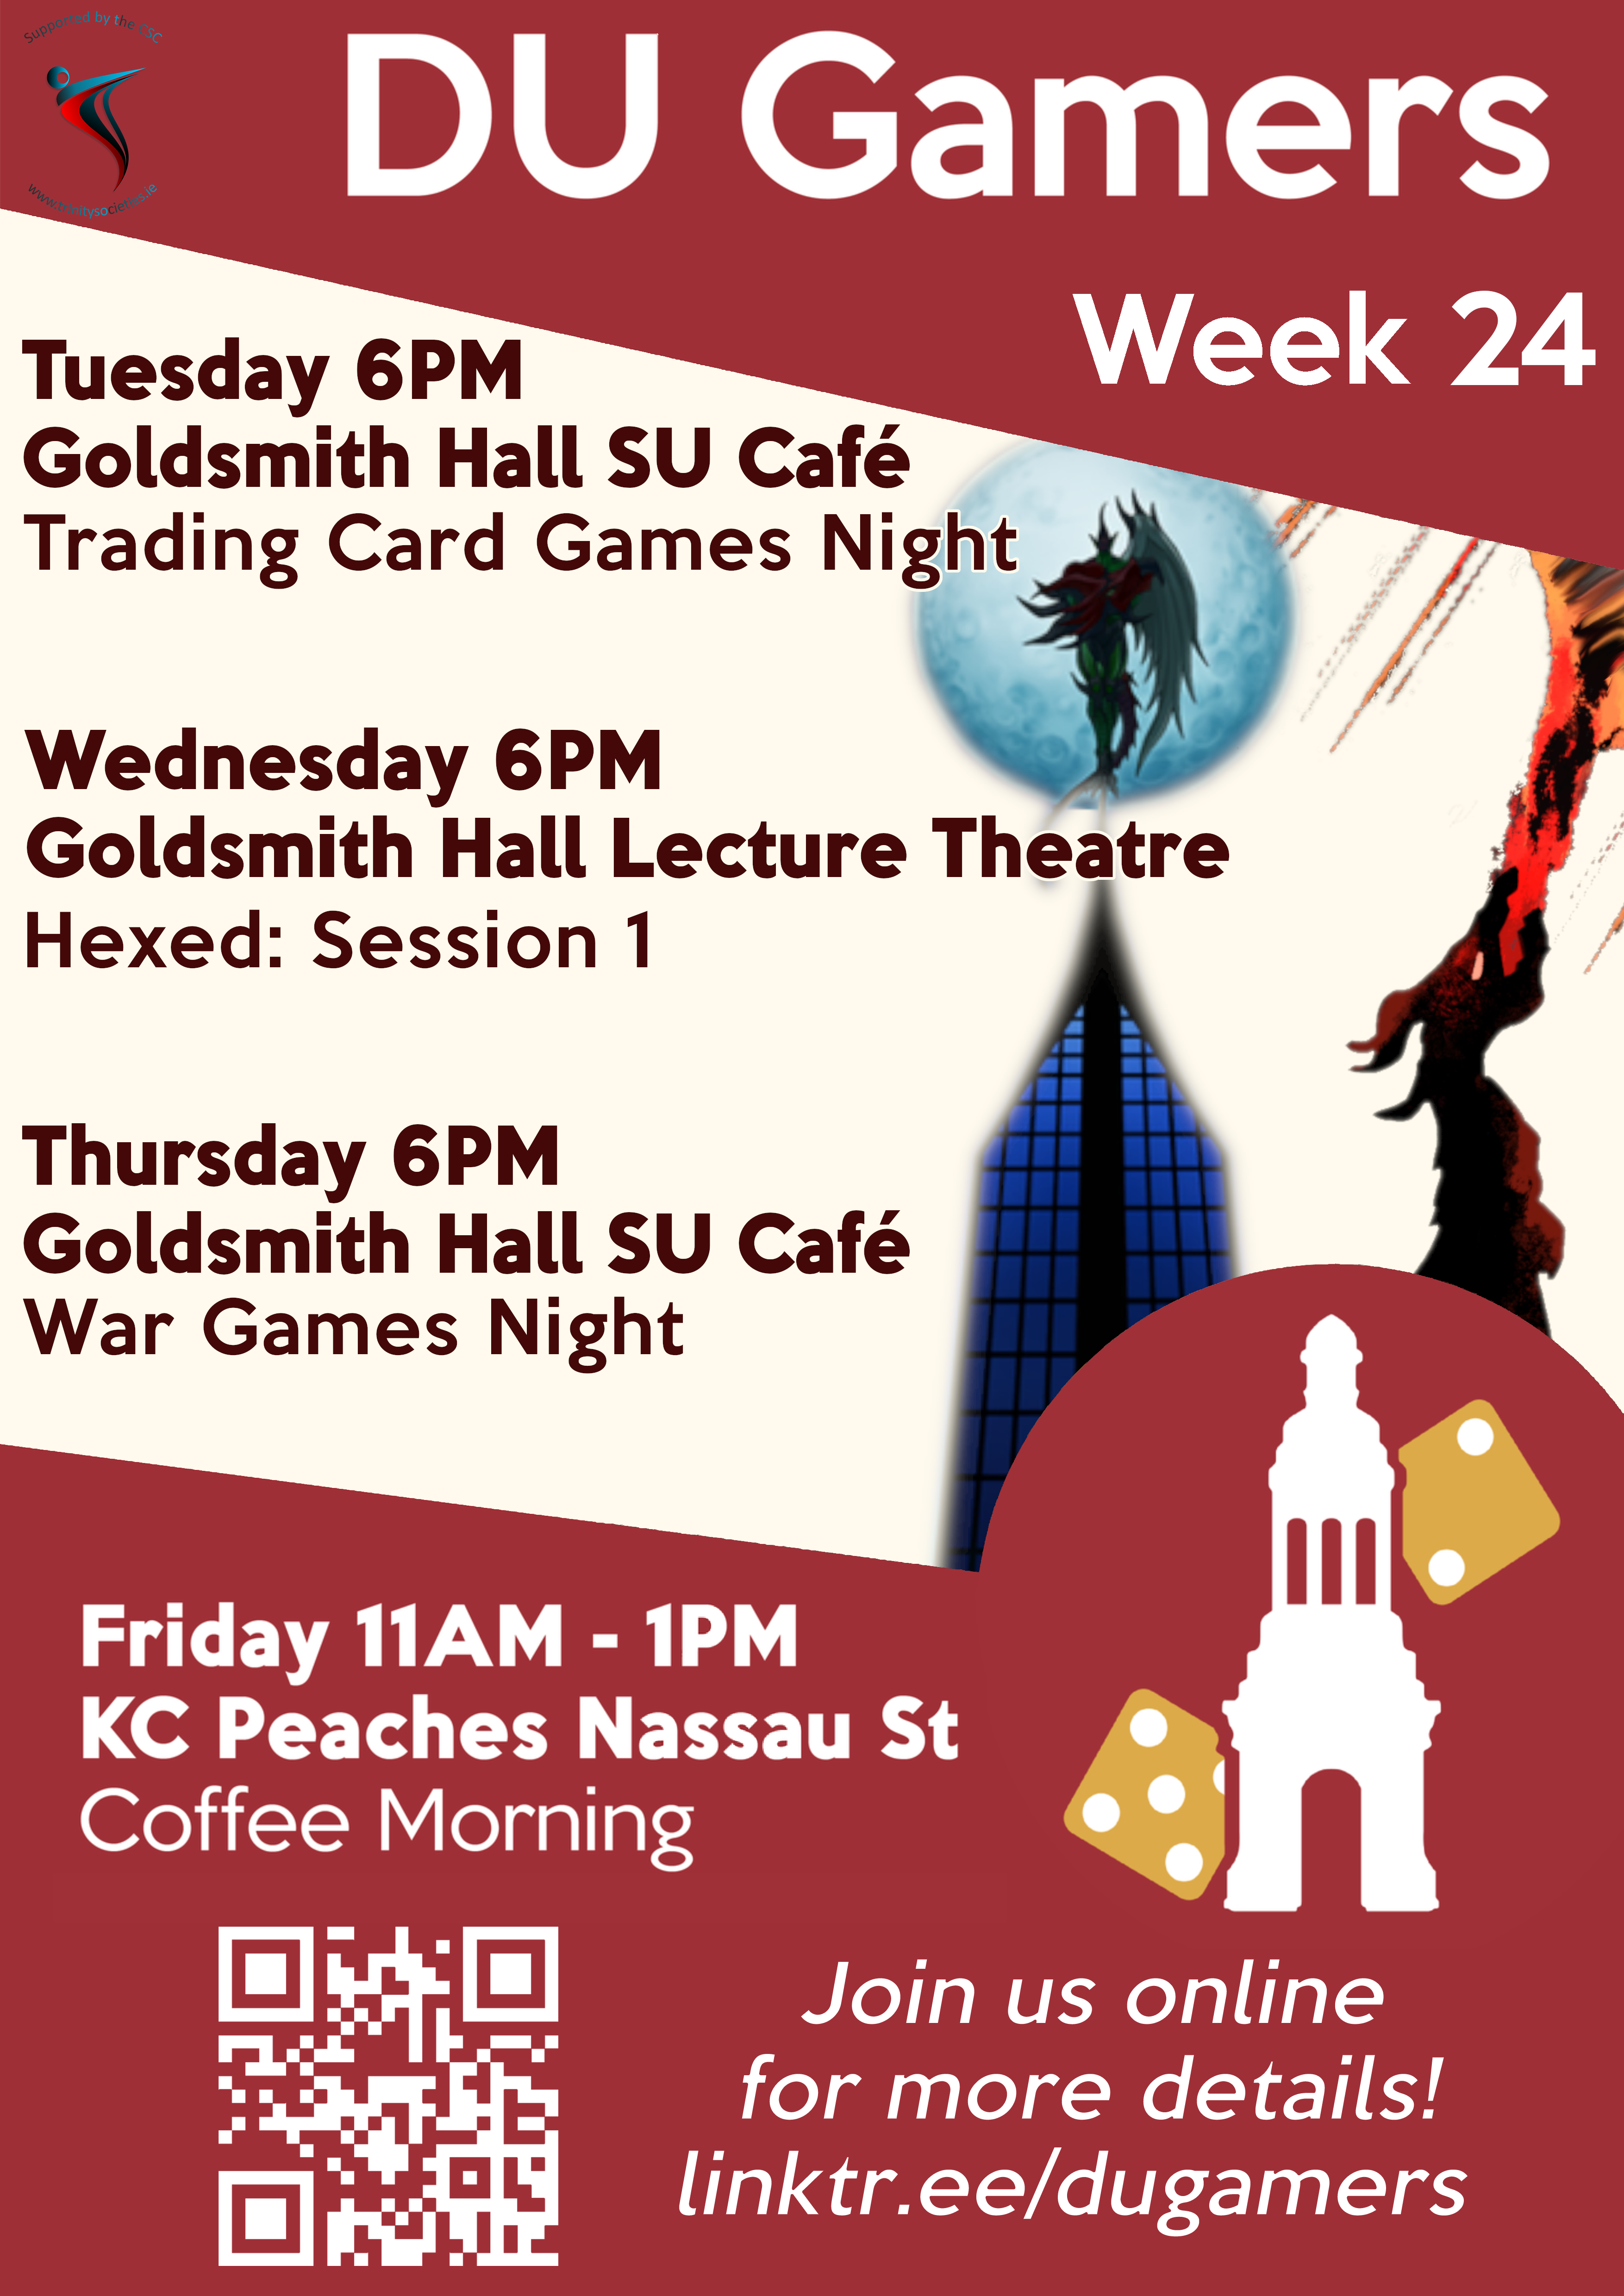 Supported by the CSC
www.trinitysocieties.ie
DU Gamers
Week 24
Tuesday 6PM
Goldsmith Hall SU Café
Trading Card Games Night
Wednesday 6PM
Goldsmith Hall Lecture Theatre
Hexed: Session 1
Thursday 6PM
Goldsmith Hall SU Café
War Games Night
Friday 11AM - 1PM
KC Peaches Nassau St
Coffee Morning
Join us online
for more details!
linktr.ee/dugamers